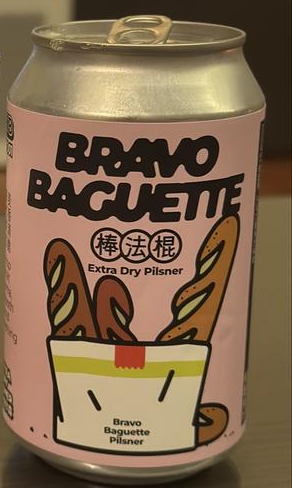 BRAVO
BAGUETTE
棒法棍
Extra Dry Pilsner
Bravo
Baguette
Pilsner